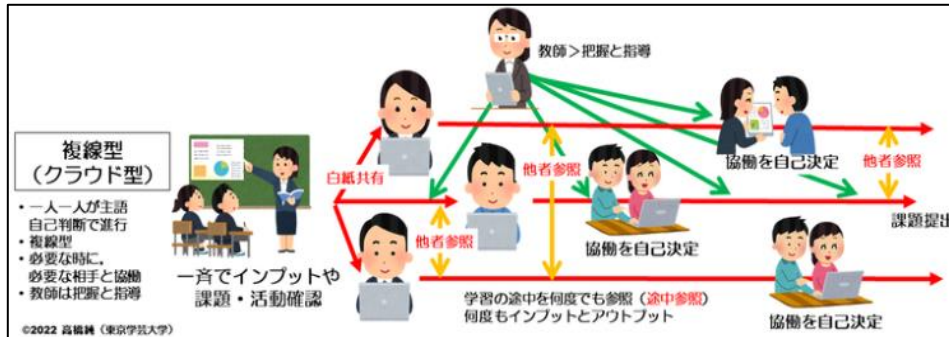 教師＞把握と指導
複線型
（クラウド型）
・一人一人が主語
自己判断で進行
・複線型
・必要な時に，
必要な相手と協働
・教師は把握と指導
一斉でインプットや
課題・活動確認
白紙共有
他者参照
他者参照
他者参照
協働を自己決定
協働を自己決定
協働を自己決定
課題提出
学習の途中を何度でも参照（途中参照）
何度もインプットとアウトプット
©2022 高橋純（東京学芸大学）